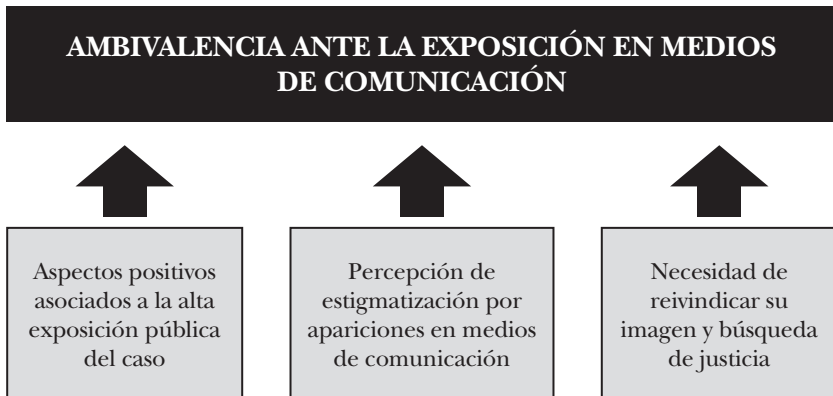 AMBIVALENCIA ANTE LA EXPOSICIÓN EN MEDIOS
DE COMUNICACIÓN
Aspectos positivos
asociados a la alta
exposición pública
del caso
Percepción de
estigmatización por
apariciones en medios
de comunicación
Necesidad de
reivindicar su
imagen y búsqueda
de justicia